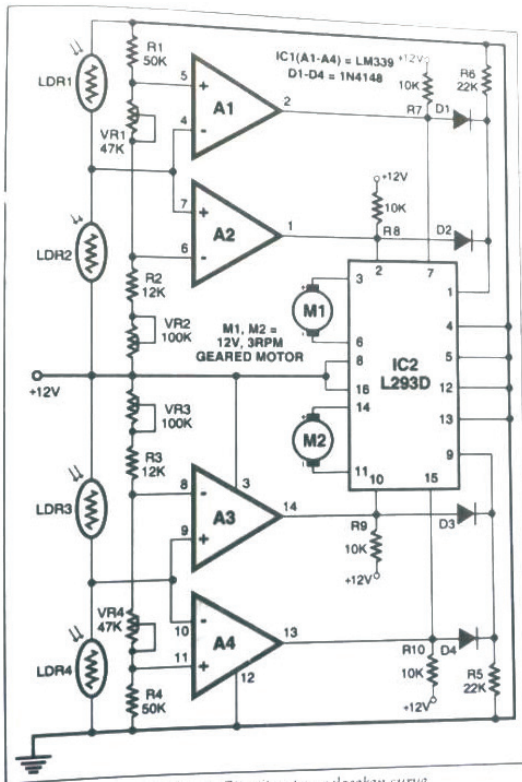 R1
50K
IC1(A1-A4) = LM339
D1-D4 = 1N4148
+12V
R6
22K
LDR1
10K
R7
D1
5
+
4
-
A1
2
VR1
47K
+12V
10K
R8
D2
7
+
6
-
A2
1
LDR2
R2
12K
2
7
3
1
M1
VR2
100K
M1, M2 =
12V, 3RPM
GEARED MOTOR
6
8
16
4
5
IC2
L293D
12
13
+12V
VR3
100K
14
M2
9
11
10
15
R3
12K
3
8
-
9
+
A3
14
D3
LDR3
R9
10K
+12V
VR4
47K
10
-
11
+
A4
13
12
R10
10K
D4
R5
22K
+12V
LDR4
R4
50K